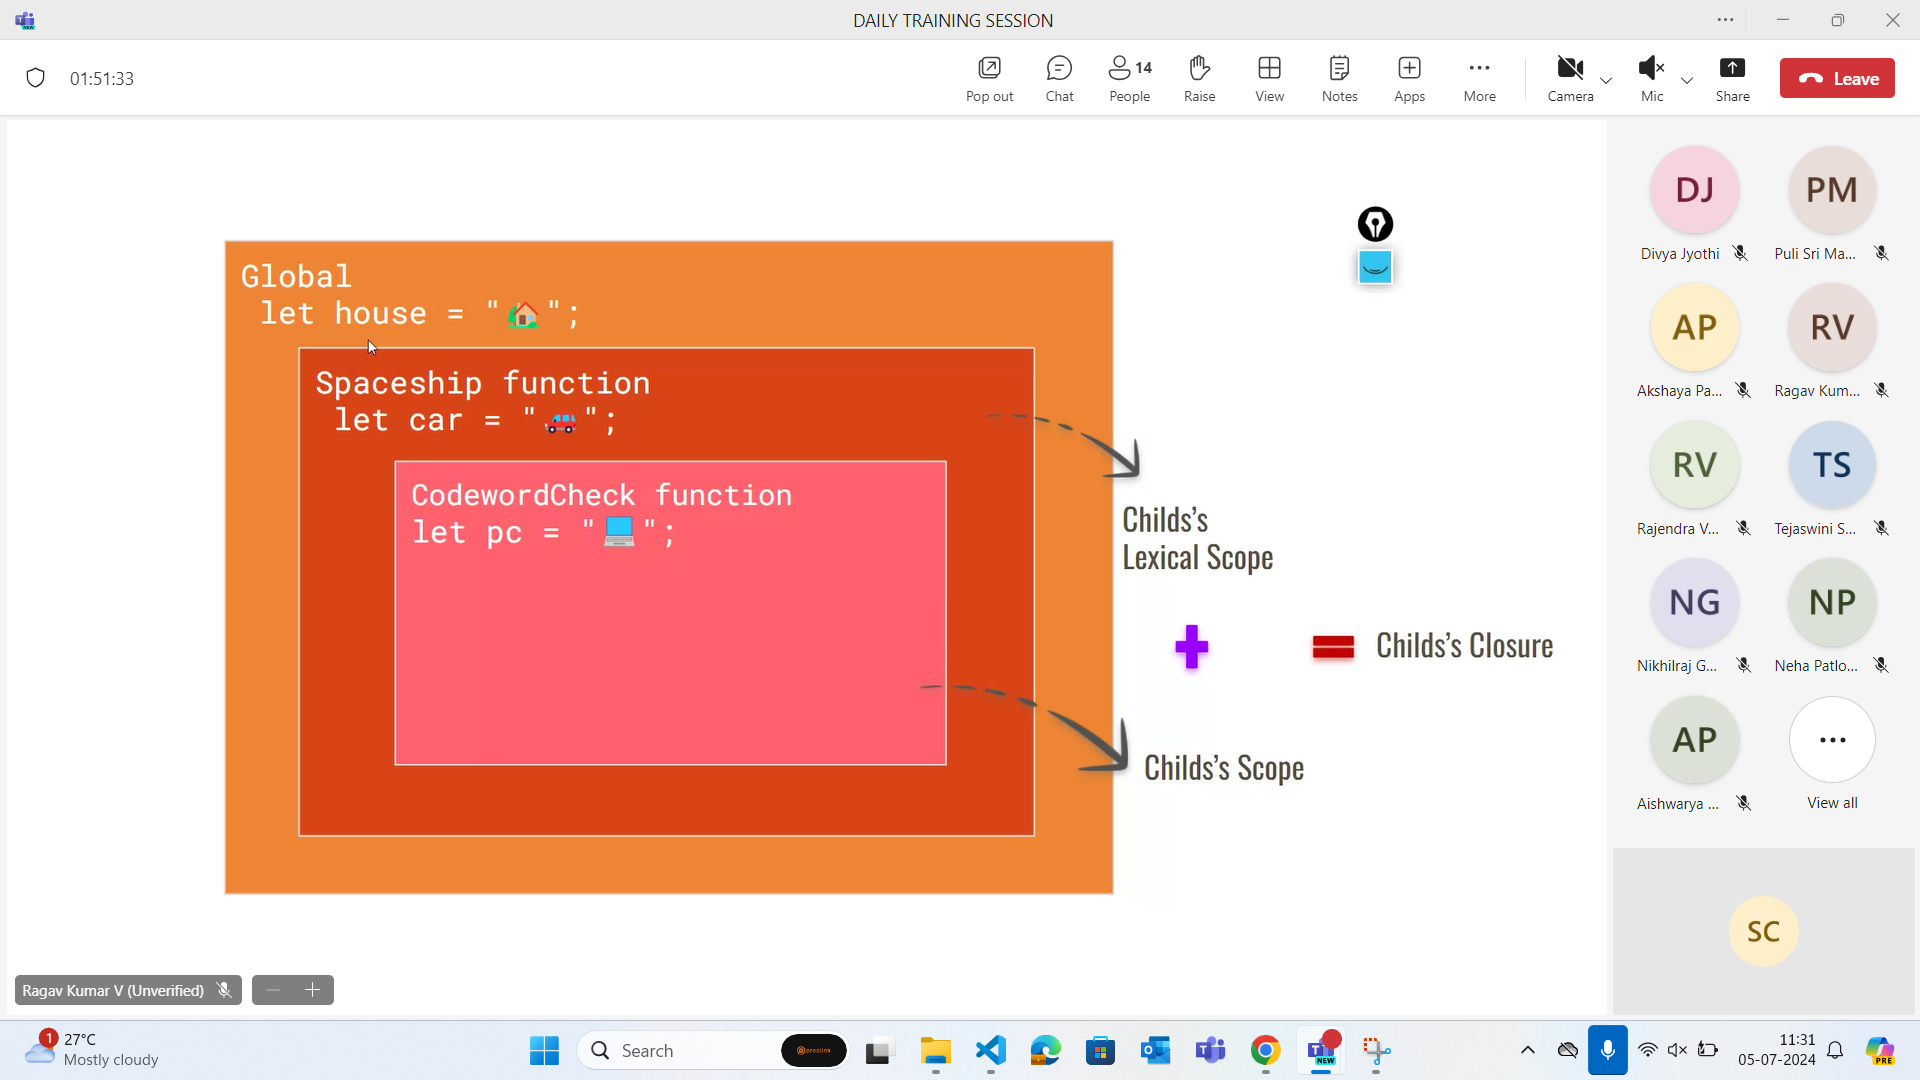 DAILY TRAINING SESSION
01:51:33
Pop out
Chat
14
People
Raise
View
Notes
Apps
More
Camera
Mic
Share
Leave
Global
let house = "🏡";
Spaceship function
let car = "🚗";
CodewordCheck function
let pc = "💻";
Childs's
Lexical Scope
Childs's Closure
Childs's Scope
DJ
PM
Divya Jyothi
Puli Sri Ma...
AP
RV
Akshaya Pa...
Ragav Kum...
RV
TS
Rajendra V...
Tejaswini S...
NG
NP
Nikhilraj G...
Neha Patlo...
AP
Aishwarya ...
View all
SC
Ragav Kumar V (Unverified)
1
27°C
Mostly cloudy
Search
proclink
NEW
11:31
05-07-2024
PRE